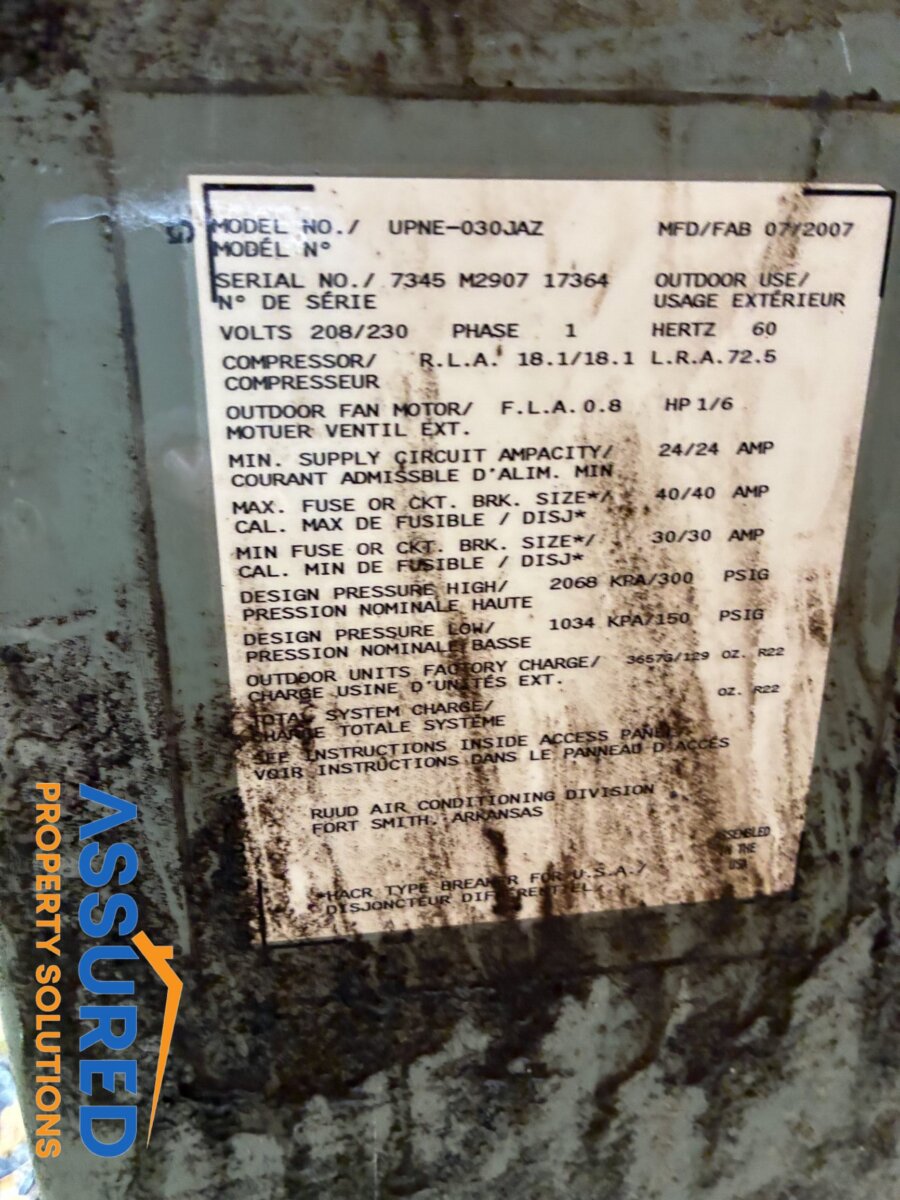 MODEL NO./ UPNE-030JAZ MFD/FAB 07/2007
MODÉL N°
SERIAL NO./ 7345 M2907 17364 OUTDOOR USE/
N° DE SÉRIE USAGE EXTÉRIEUR
VOLTS 208/230 PHASE 1 HERTZ 60
COMPRESSOR/ R.L.A. 18.1/18.1 L.R.A. 72.5
COMPRESSEUR
OUTDOOR FAN MOTOR/ F.L.A. 0.8 HP 1/6
MOTUER VENTIL EXT.
MIN. SUPPLY CIRCUIT AMPACITY/ 24/24 AMP
COURANT ADMISSBLE D'ALIM. MIN.
MAX. FUSE OR CKT. BRK. SIZE*/ 40/40 AMP
CAL. MAX DE FUSIBLE / DISJ*
MIN FUSE OR CKT. BRK. SIZE*/ 30/30 AMP
CAL. MIN DE FUSIBLE / DISJ*
DESIGN PRESSURE HIGH/ 2068 KPA/300 PSIG
PRESSION NOMINALE HAUTE
DESIGN PRESSURE LOW/ 1034 KPA/150 PSIG
PRESSION NOMINALE BASSE
OUTDOOR UNITS FACTORY CHARGE/ 3657G/129 OZ. R22
CHARGE USINE D'UNITÉS EXT.
TOTAL SYSTEM CHARGE/ OZ. R22
CHARGE TOTALE SYSTÈME
SEE INSTRUCTIONS INSIDE ACCESS PANEL
VOIR INSTRUCTIONS DANS LE PANNEAU D'ACCÈS
RUUD AIR CONDITIONING DIVISION
FORT SMITH, ARKANSAS
ASSEMBLED
IN THE
USA
*HACR TYPE BREAKER FOR U.S.A./
DISJONCTEUR DIFFÉRENTIEL
ASSURED
PROPERTY SOLUTIONS